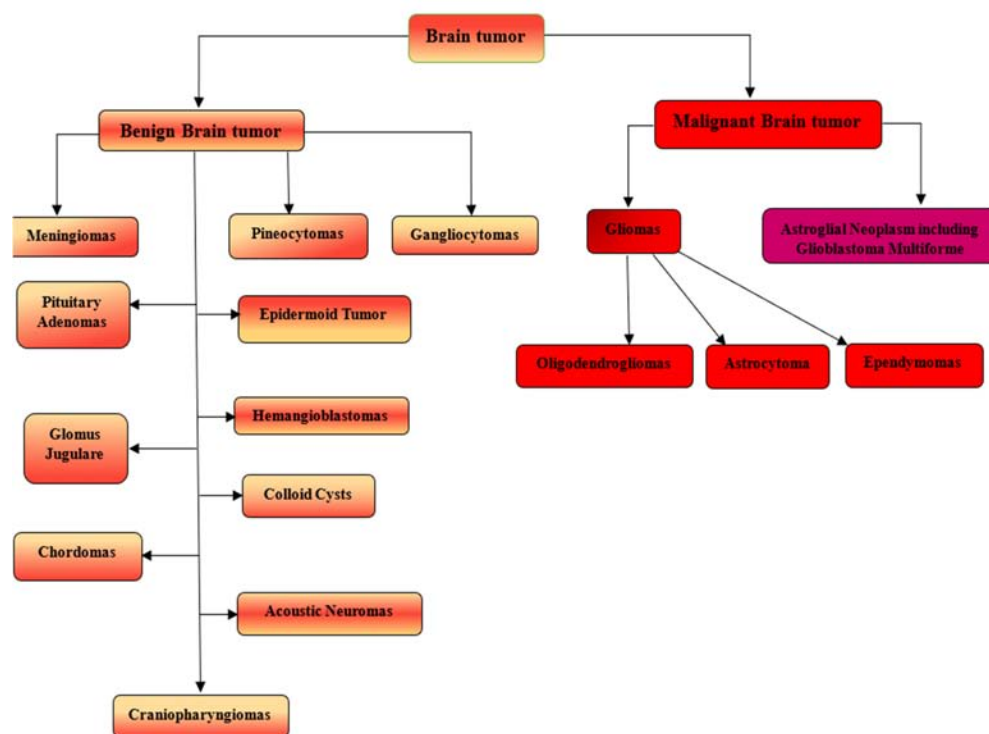 Brain tumor
Benign Brain tumor
Malignant Brain tumor
Meningiomas
Pineocytomas
Gangliocytomas
Gliomas
Astroglial Neoplasm including
Glioblastoma Multiforme
Pituitary
Adenomas
Epidermoid Tumor
Oligodendrogliomas
Astrocytoma
Ependymomas
Hemangioblastomas
Glomus
Jugulare
Colloid Cysts
Chordomas
Acoustic Neuromas
Craniopharyngiomas